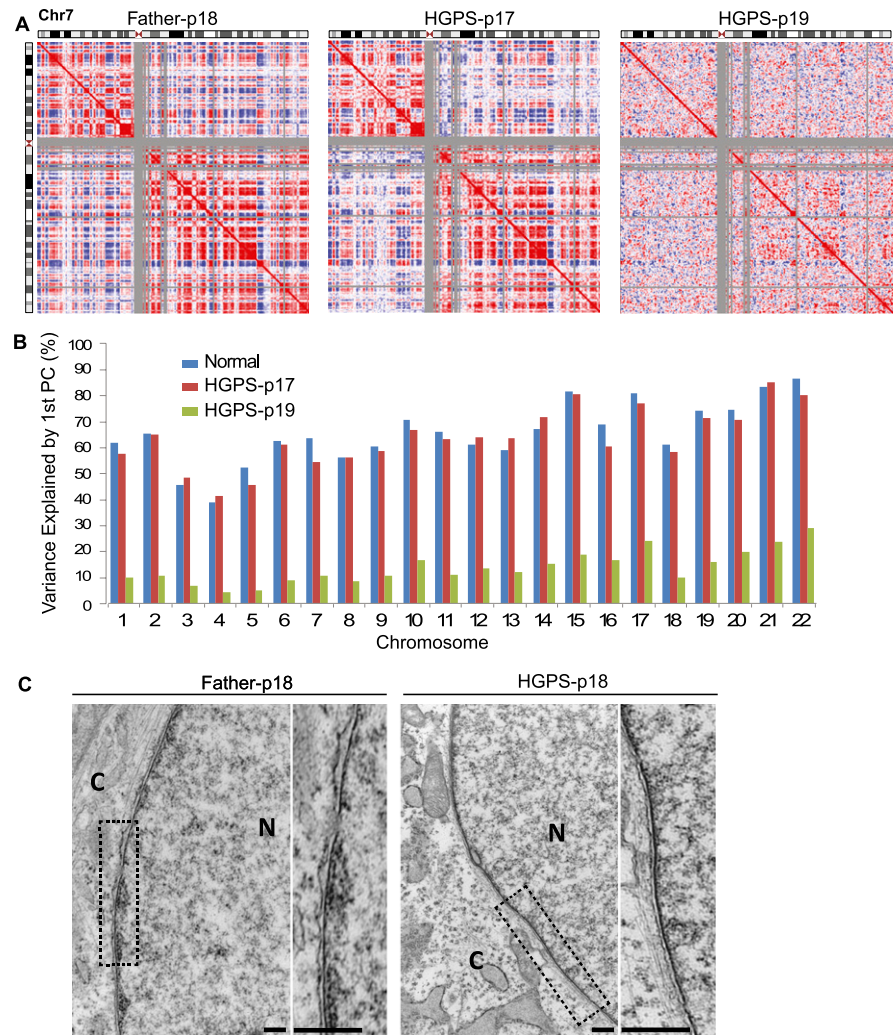 A
Chr7
Father-p18
HGPS-p17
HGPS-p19
B
Variance Explained by 1st PC (%)
100
90
80
70
60
50
40
30
20
10
0
Normal
HGPS-p17
HGPS-p19
1 2 3 4 5 6 7 8 9 10 11 12 13 14 15 16 17 18 19 20 21 22
Chromosome
C
Father-p18
HGPS-p18
C
N
N
C